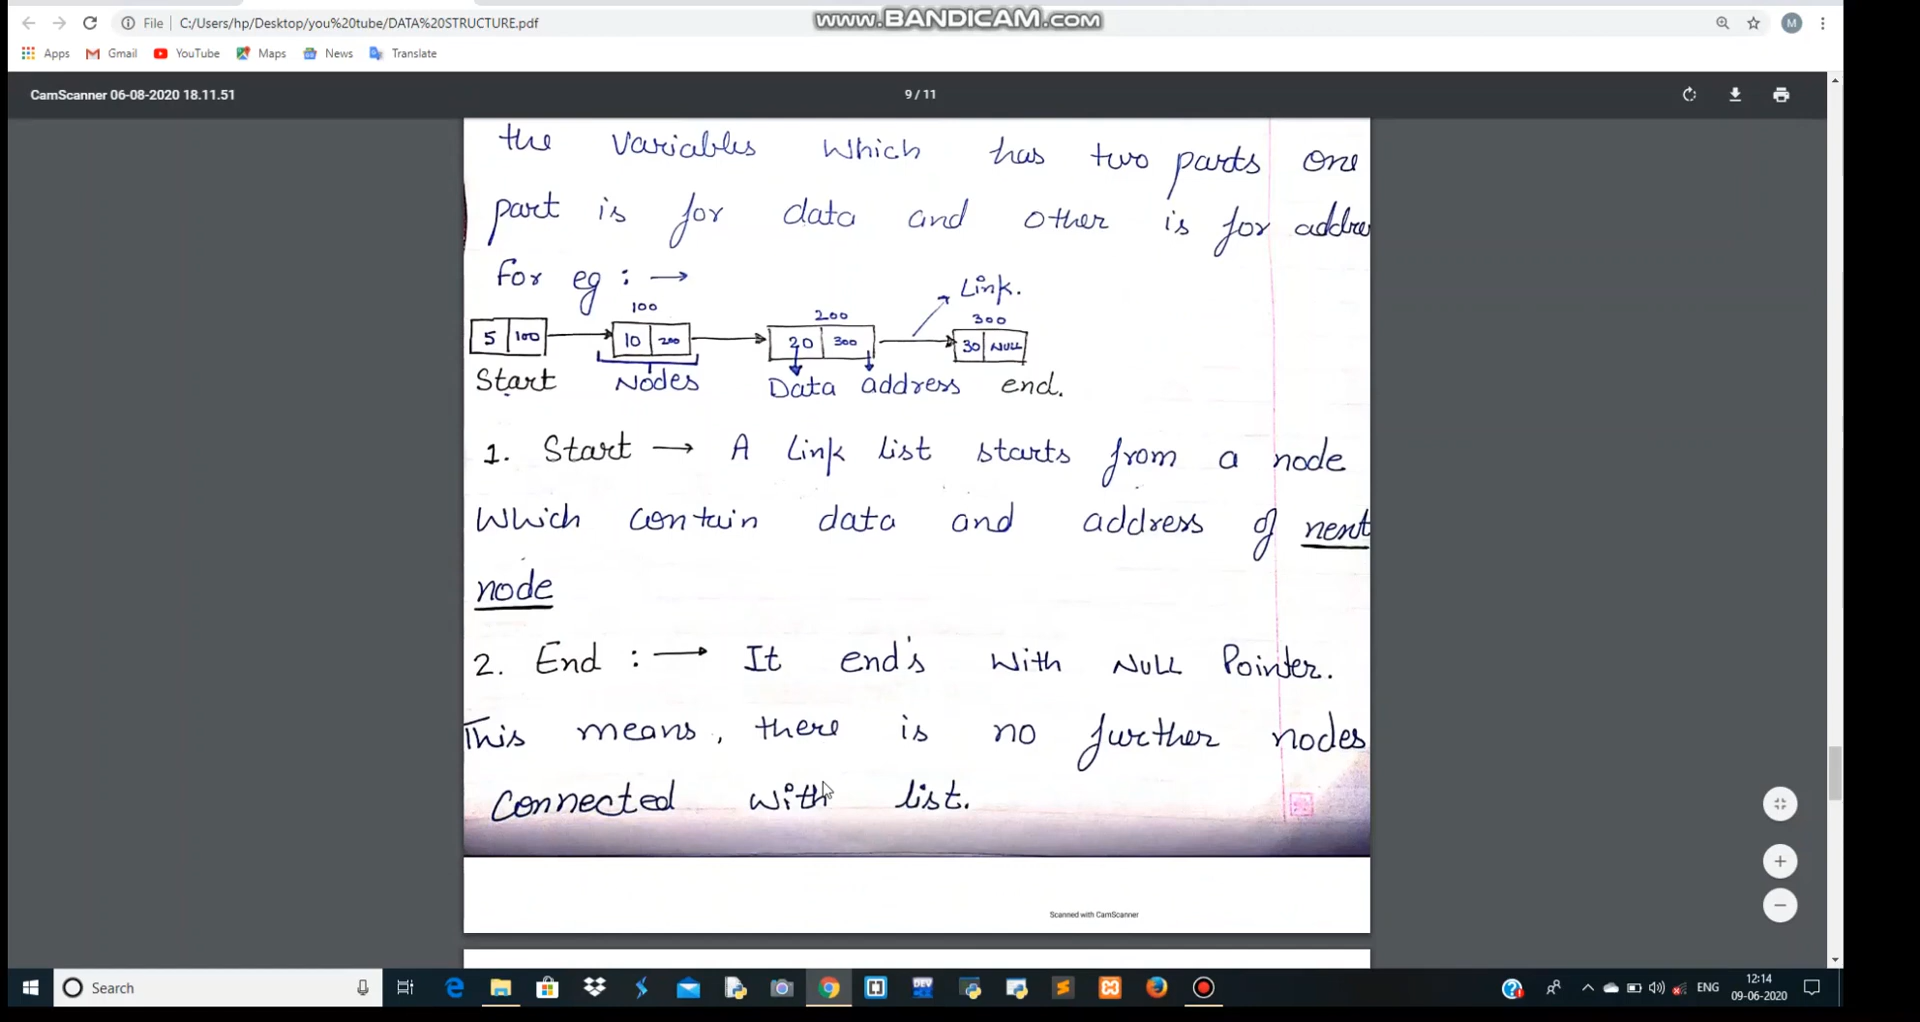 File C:/Users/hp/Desktop/you%20tube/DATA%20STRUCTURE.pdf
www.BANDICAM.com
M
Apps Gmail YouTube Maps News Translate
CamScanner 06-08-2020 18.11.51
9 / 11
the variables which has two parts one
part is for data and other is for addre
For eg : →
Link.
100 200 300
5 100 10 200 20 300 30 NULL
Start Nodes Data address end.
1. Start → A Link list starts from a node
which contain data and address of next
node
2. End : → It end's with NULL Pointer.
This means, there is no further nodes
connected with list.
Scanned with CamScanner
Search
DEV
ENG
12:14
09-06-2020